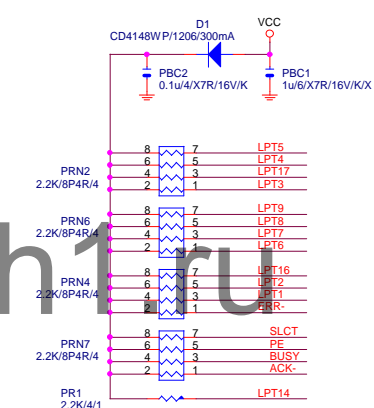 D1
CD4148WP/1206/300mA
VCC
PBC2
0.1u/4/X7R/16V/K
PBC1
1u/6/X7R/16V/K/X
8 7 LPT5
6 5 LPT4
4 3 LPT17
2 1 LPT3
PRN2
2.2K/8P4R/4
8 7 LPT9
6 5 LPT8
4 3 LPT7
2 1 LPT6
PRN6
2.2K/8P4R/4
8 7 LPT16
6 5 LPT2
4 3 LPT1
2 1 ERR-
PRN4
2.2K/8P4R/4
8 7 SLCT
6 5 PE
4 3 BUSY
2 1 ACK-
PRN7
2.2K/8P4R/4
PR1
2.2K/4/1
LPT14
h1.ru